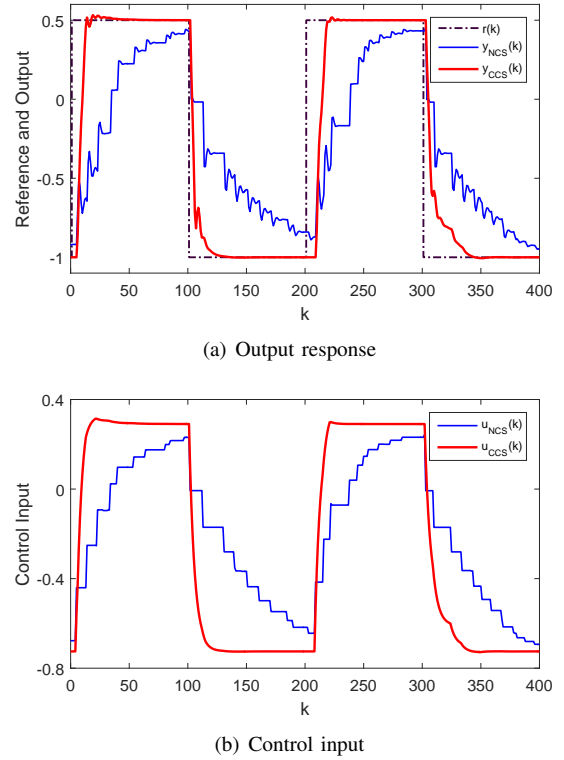 Reference and Output
0.5
0
-0.5
-1
r(k)
y_NCS(k)
y_CCS(k)
0 50 100 150 200 250 300 350 400
k
(a) Output response
Control Input
0.4
0
-0.4
-0.8
u_NCS(k)
u_CCS(k)
0 50 100 150 200 250 300 350 400
k
(b) Control input